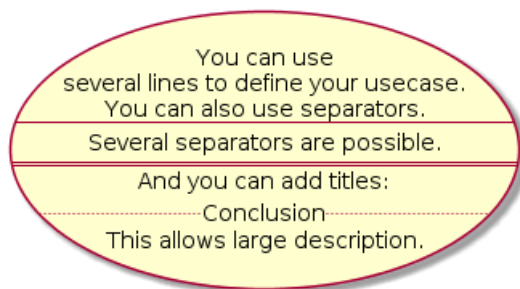 You can use
several lines to define your usecase.
You can also use separators.
Several separators are possible.
And you can add titles:
Conclusion
This allows large description.